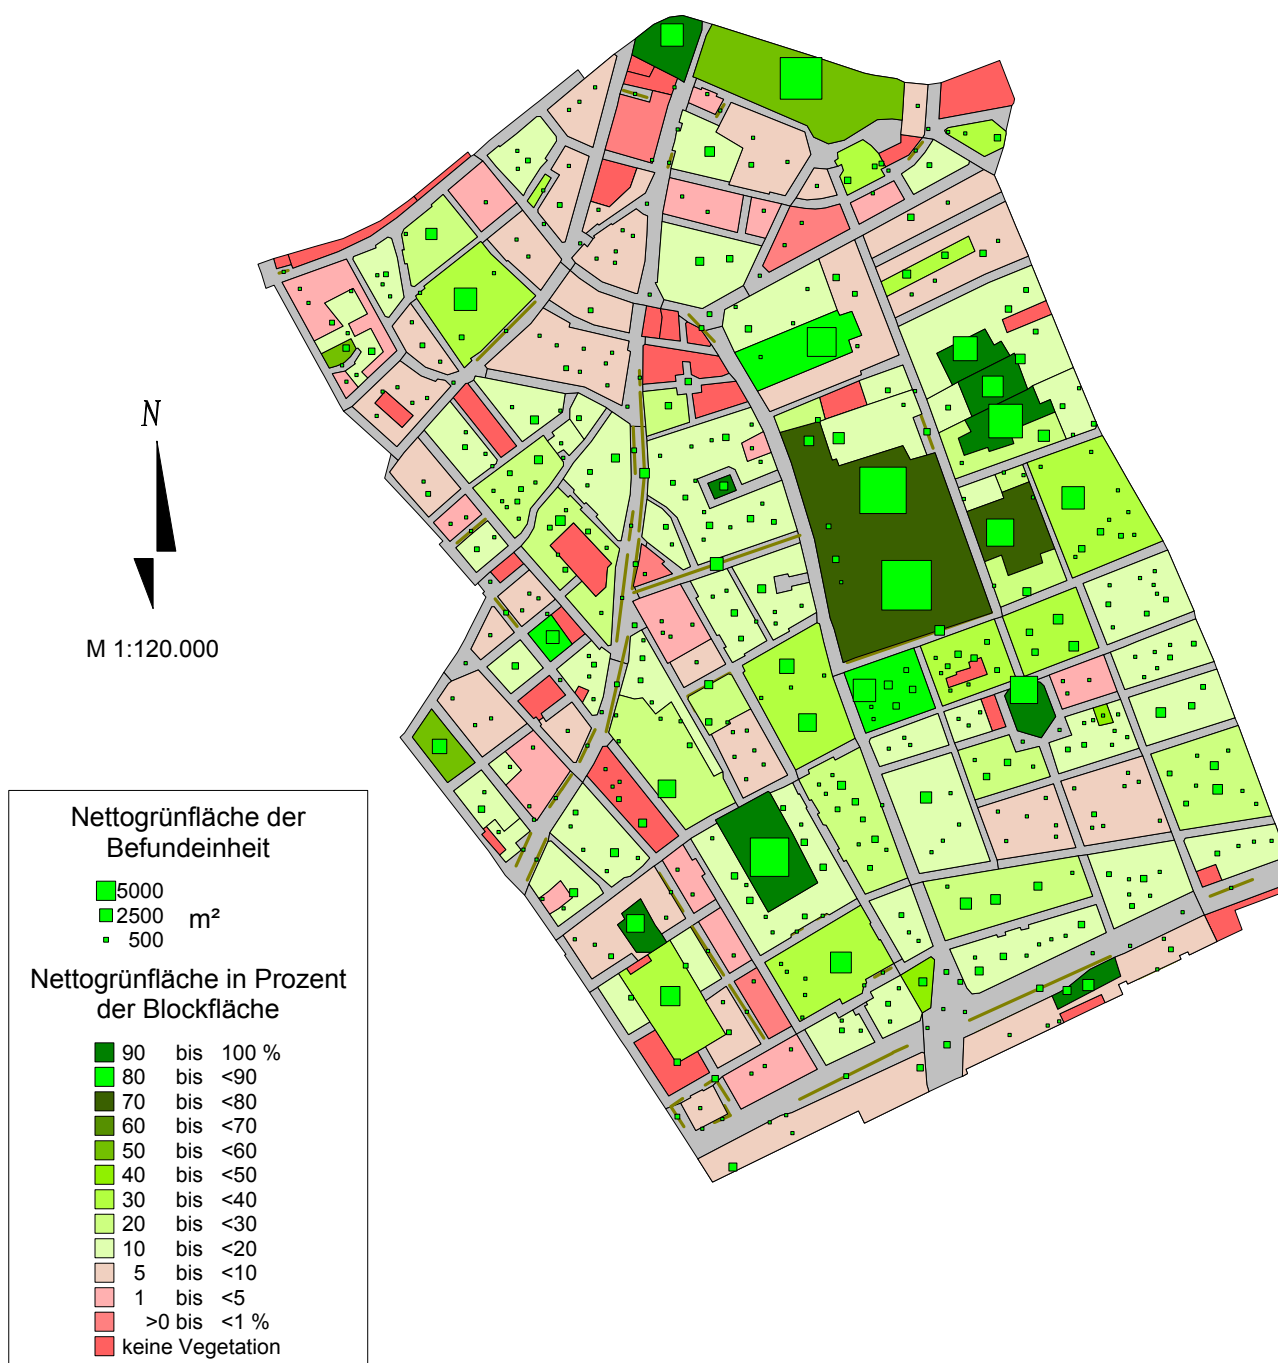 N
M 1:120.000
Nettogrünfläche der
Befundeinheit
5000
2500 m²
500
Nettogrünfläche in Prozent
der Blockfläche
90 bis 100 %
80 bis <90
70 bis <80
60 bis <70
50 bis <60
40 bis <50
30 bis <40
20 bis <30
10 bis <20
5 bis <10
1 bis <5
>0 bis <1 %
keine Vegetation